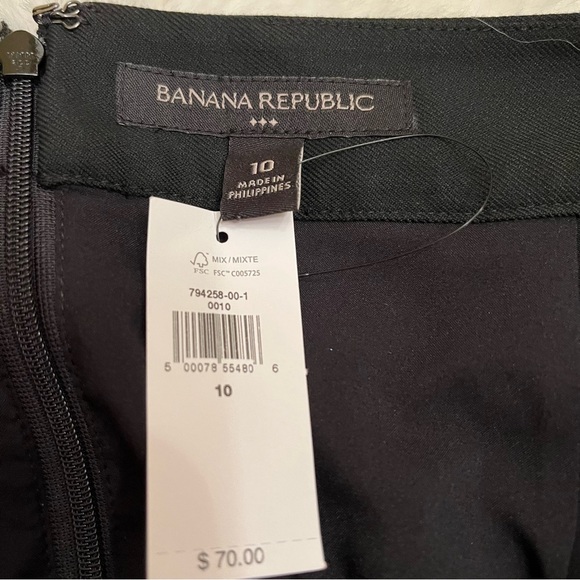 BANANA REPUBLIC
10
MADE IN
PHILIPPINES
MIX / MIXTE
FSC FSC™ C005725
794258-00-1
0010
5 00078 55480 6
10
$ 70.00